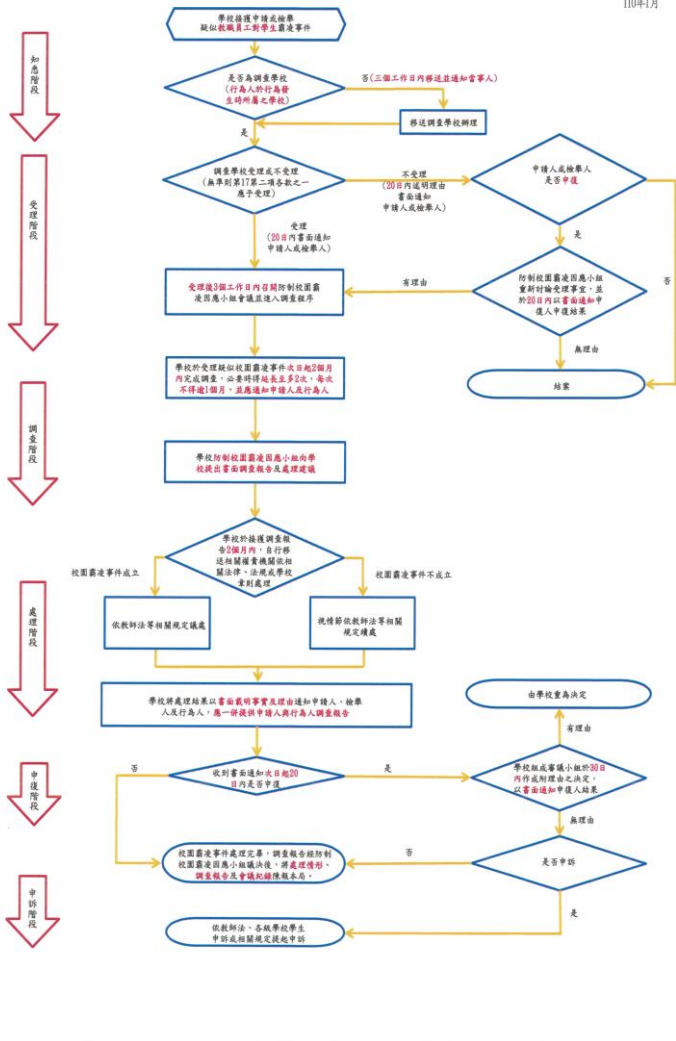 110年1月
知悉階段
學校接獲申請或檢舉
疑似教職員工對學生霸凌事件
是否為調查學校
(行為人於行為發
生時所屬之學校)
否(三個工作日內移送並通知當事人)
移送調查學校辦理
是
受理階段
調查學校受理或不受理
(無準則第17第二項各款之一
應予受理)
不受理
(20日內述明理由
書面通知
申請人或檢舉人)
申請人或檢舉人
是否申復
受理
(20日內書面通知
申請人或檢舉人)
是
否
受理後3個工作日內召開防制校園霸
凌因應小組會議並進入調查程序
有理由
防制校園霸凌因應小組
重新討論受理事宜，並
於20日內以書面通知申
復人申復結果
無理由
結案
調查階段
學校於受理疑似校園霸凌事件次日起2個月
內完成調查，必要時得延長至多2次，每次
不得逾1個月，並應通知申請人及行為人
學校防制校園霸凌因應小組向學
校提出書面調查報告及處理建議
處理階段
學校於接獲調查報
告2個月內，自行移
送相關權責機關依相
關法律、法規或學校
章則處理
校園霸凌事件成立
校園霸凌事件不成立
依教師法等相關規定議處
視情節依教師法等相關
規定續處
學校將處理結果以書面載明事實及理由通知申請人、檢舉
人及行為人，應一併提供申請人與行為人調查報告
由學校重為決定
有理由
申復階段
否
收到書面通知次日起20
日內是否申復
是
學校組成審議小組於30日
內作成附理由之決定，
以書面通知申復人結果
無理由
校園霸凌事件處理完畢，調查報告經防制
校園霸凌因應小組議決後，將處理情形、
調查報告及會議紀錄陳報本局。
否
是否申訴
申訴階段
是
依教師法、各級學校學生
申訴或相關規定提起申訴